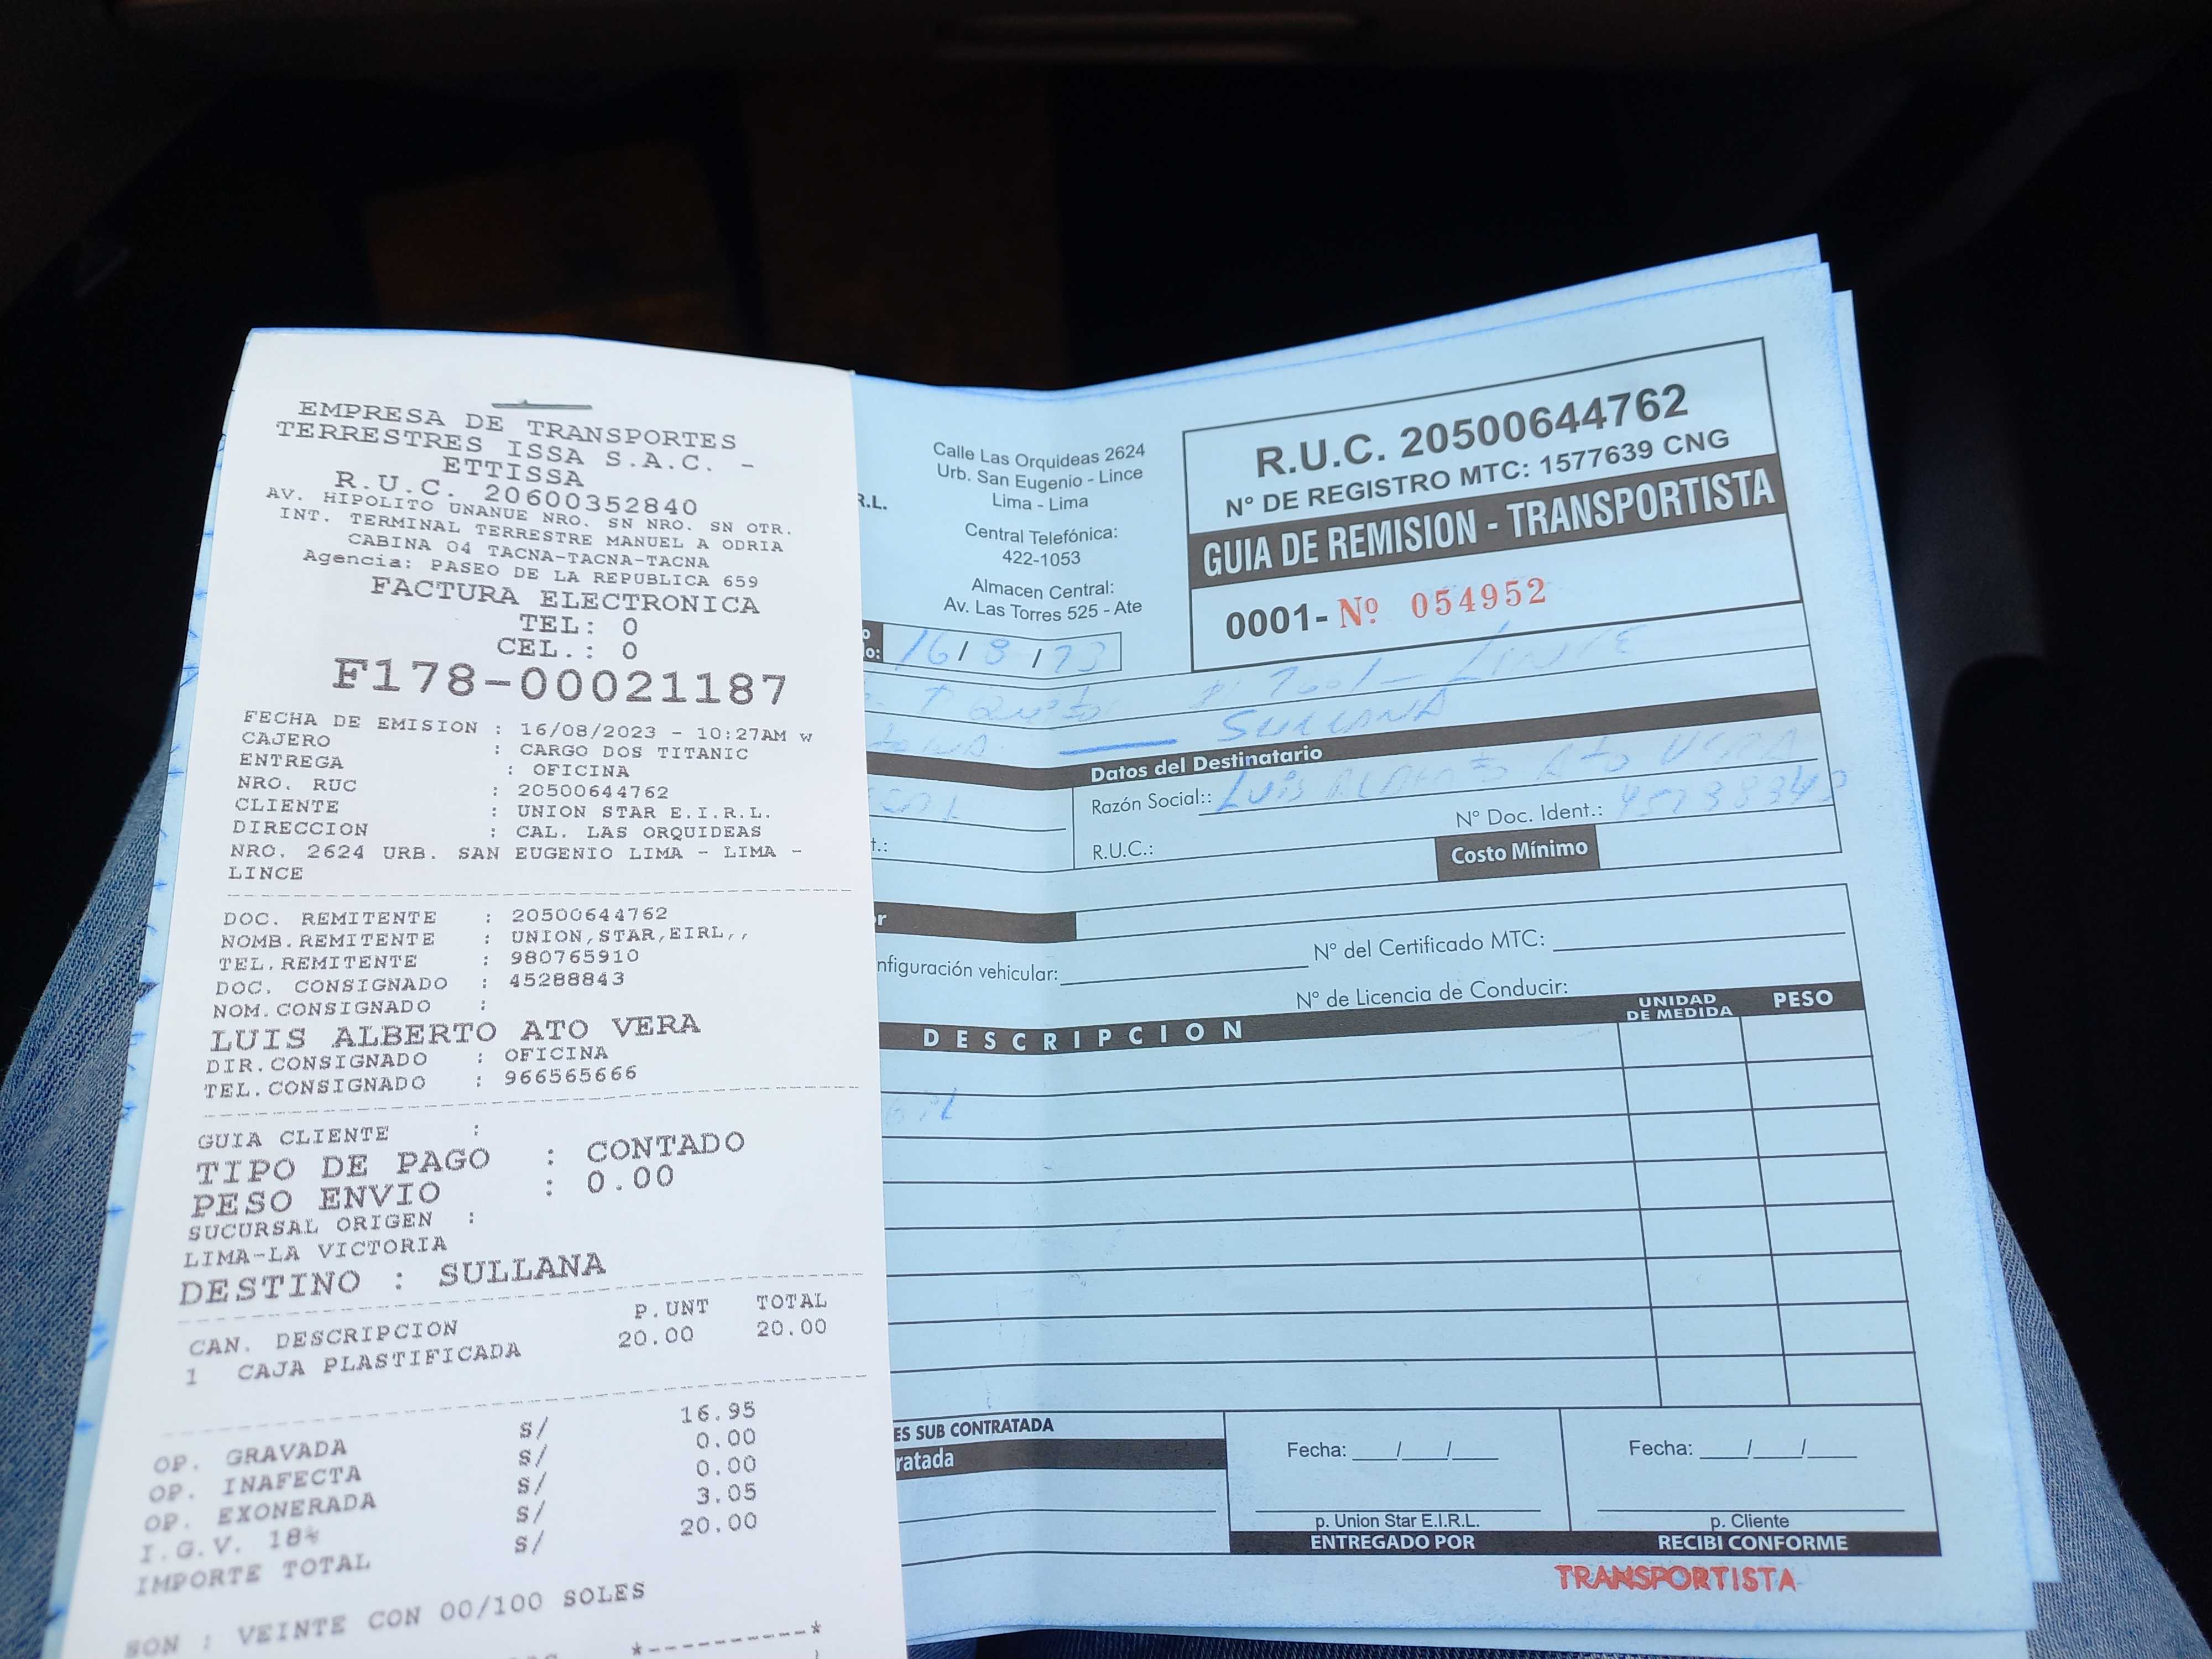 EMPRESA DE TRANSPORTES
TERRESTRES ISSA S.A.C. -
ETTISSA
R.U.C. 20600352840
AV. HIPOLITO UNANUE NRO. SN NRO. SN OTR.
INT. TERMINAL TERRESTRE MANUEL A ODRIA
CABINA 04 TACNA-TACNA-TACNA
Agencia: PASEO DE LA REPUBLICA 659
FACTURA ELECTRONICA
TEL: 0
CEL.: 0
F178-00021187
FECHA DE EMISION : 16/08/2023 - 10:27AM w
CAJERO : CARGO DOS TITANIC
ENTREGA : OFICINA
NRO. RUC : 20500644762
CLIENTE : UNION STAR E.I.R.L.
DIRECCION : CAL. LAS ORQUIDEAS
NRO. 2624 URB. SAN EUGENIO LIMA - LIMA -
LINCE
DOC. REMITENTE : 20500644762
NOMB.REMITENTE : UNION,STAR,EIRL,,
TEL.REMITENTE : 980765910
DOC. CONSIGNADO : 45288843
NOM.CONSIGNADO :
LUIS ALBERTO ATO VERA
DIR.CONSIGNADO : OFICINA
TEL.CONSIGNADO : 966565666
GUIA CLIENTE :
TIPO DE PAGO : CONTADO
PESO ENVIO : 0.00
SUCURSAL ORIGEN :
LIMA-LA VICTORIA
DESTINO : SULLANA
CAN. DESCRIPCION P.UNT TOTAL
1 CAJA PLASTIFICADA 20.00 20.00
OP. GRAVADA S/ 16.95
OP. INAFECTA S/ 0.00
OP. EXONERADA S/ 0.00
I.G.V. 18% S/ 3.05
IMPORTE TOTAL S/ 20.00
SON : VEINTE CON 00/100 SOLES
*----------*
R.L.
Calle Las Orquideas 2624
Urb. San Eugenio - Lince
Lima - Lima
Central Telefónica:
422-1053
Almacen Central:
Av. Las Torres 525 - Ate
R.U.C. 20500644762
N° DE REGISTRO MTC: 1577639 CNG
GUIA DE REMISION - TRANSPORTISTA
0001- Nº 054952
o:
16/8/23
LINCE
SULLANA
Datos del Destinatario
Razón Social:: LUIS ALBERTO Ato VERA
t.:
R.U.C.: N° Doc. Ident.:
Costo Mínimo
r
nfiguración vehicular: N° del Certificado MTC:
N° de Licencia de Conducir:
DESCRIPCION UNIDAD DE MEDIDA PESO
ES SUB CONTRATADA
ratada
Fecha: ___/___/___ Fecha: ___/___/___
p. Union Star E.I.R.L. p. Cliente
ENTREGADO POR RECIBI CONFORME
TRANSPORTISTA